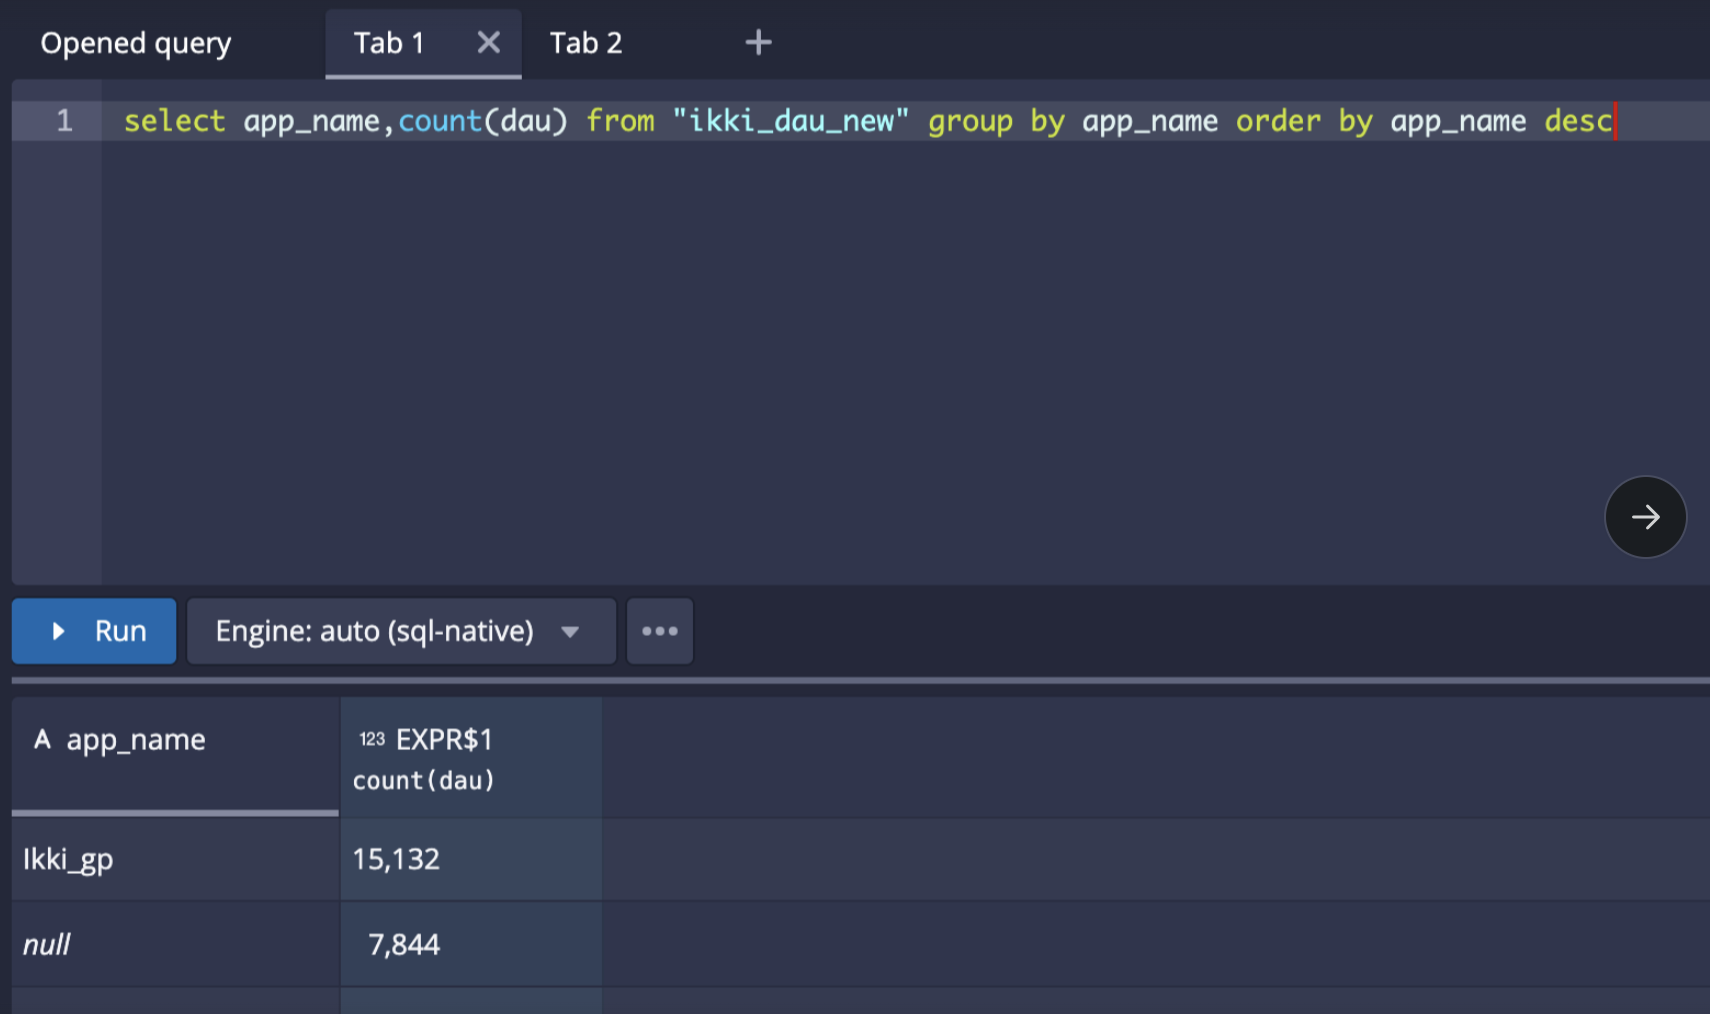 Opened query
Tab 1
Tab 2
1 select app_name,count(dau) from "ikki_dau_new" group by app_name order by app_name desc
Run
Engine: auto (sql-native)
A app_name
123 EXPR$1
count(dau)
Ikki_gp 15,132
null 7,844